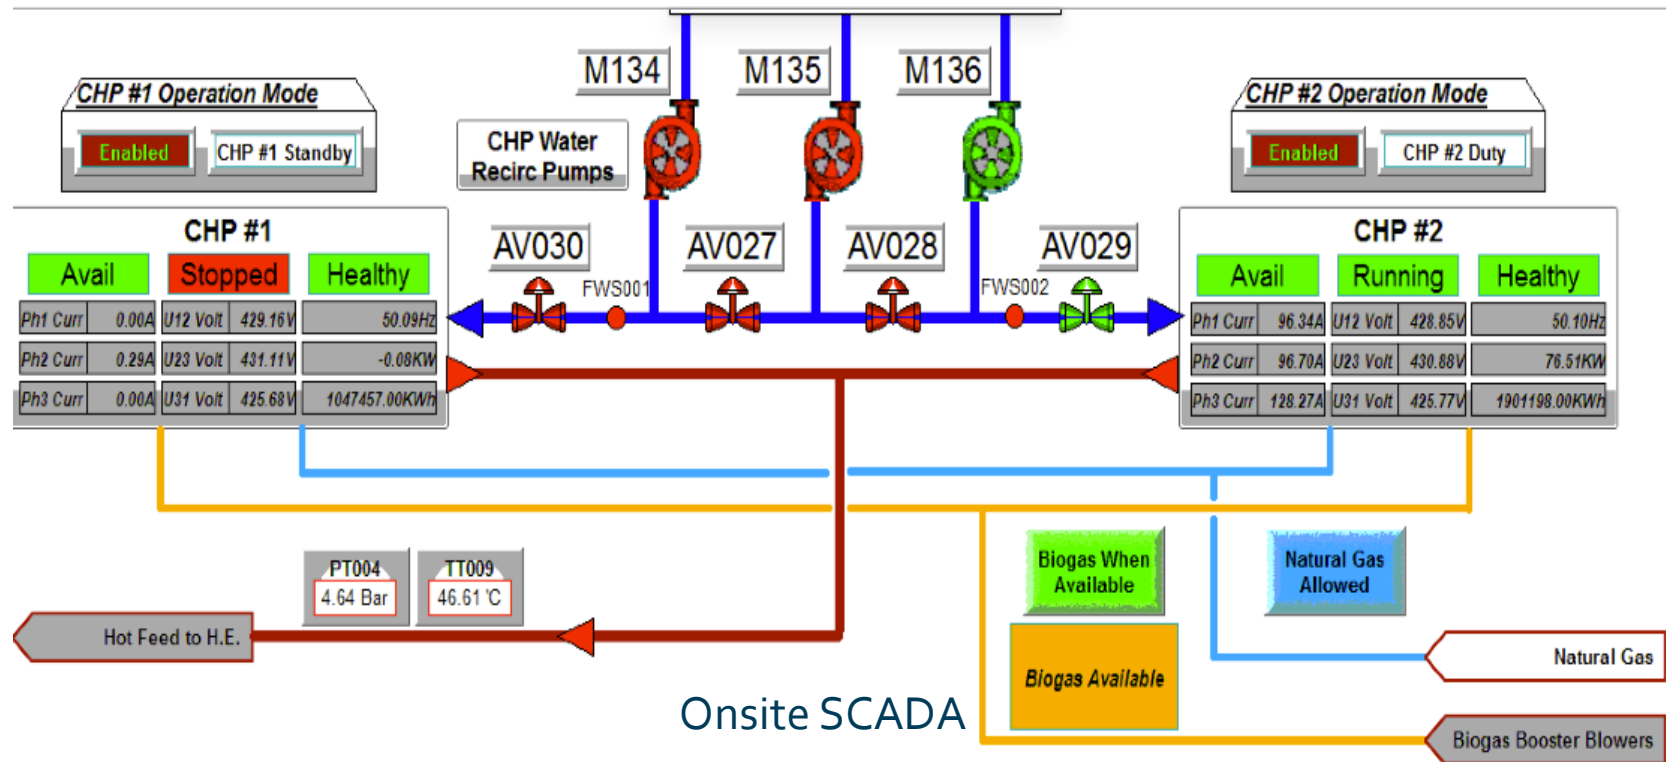 M134
M135
M136
CHP #1 Operation Mode
Enabled
CHP #1 Standby
CHP Water
Recirc Pumps
CHP #2 Operation Mode
Enabled
CHP #2 Duty
CHP #1
Avail
Stopped
Healthy
Ph1 Curr 0.00A U12 Volt 429.16V 50.09Hz
Ph2 Curr 0.29A U23 Volt 431.11V -0.08KW
Ph3 Curr 0.00A U31 Volt 425.68V 1047457.00KWh
AV030
FWS001
AV027
AV028
FWS002
AV029
CHP #2
Avail
Running
Healthy
Ph1 Curr 96.34A U12 Volt 428.85V 50.10Hz
Ph2 Curr 96.70A U23 Volt 430.88V 76.51KW
Ph3 Curr 128.27A U31 Volt 425.77V 1901198.00KWh
PT004
4.64 Bar
TT009
46.61 'C
Hot Feed to H.E.
Biogas When
Available
Natural Gas
Allowed
Biogas Available
Natural Gas
Biogas Booster Blowers
Onsite SCADA